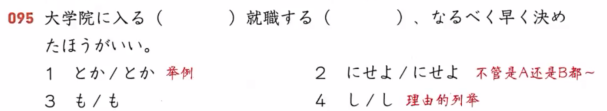 095 大学院に入る（　　　）就職する（　　　）、なるべく早く決め
たほうがいい。
1 とか / とか 举例　2 にせよ / にせよ 不管是A还是B都~
3 も / も　4 し / し 理由的列举